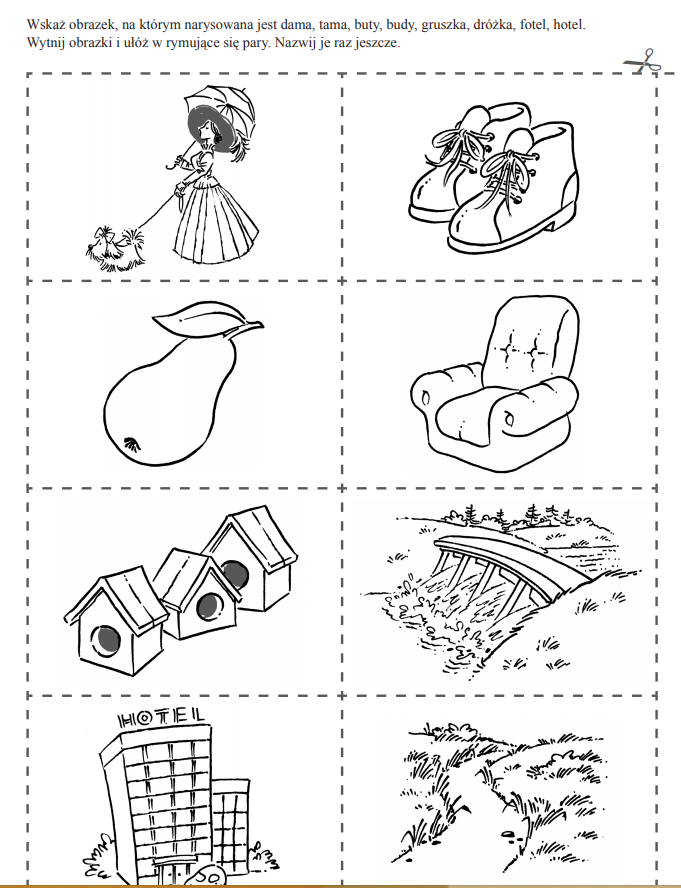 Wskaż obrazek, na którym narysowana jest dama, tama, buty, budy, gruszka, dróżka, fotel, hotel.
Wytnij obrazki i ułóż w rymujące się pary. Nazwij je raz jeszcze.
HOTEL